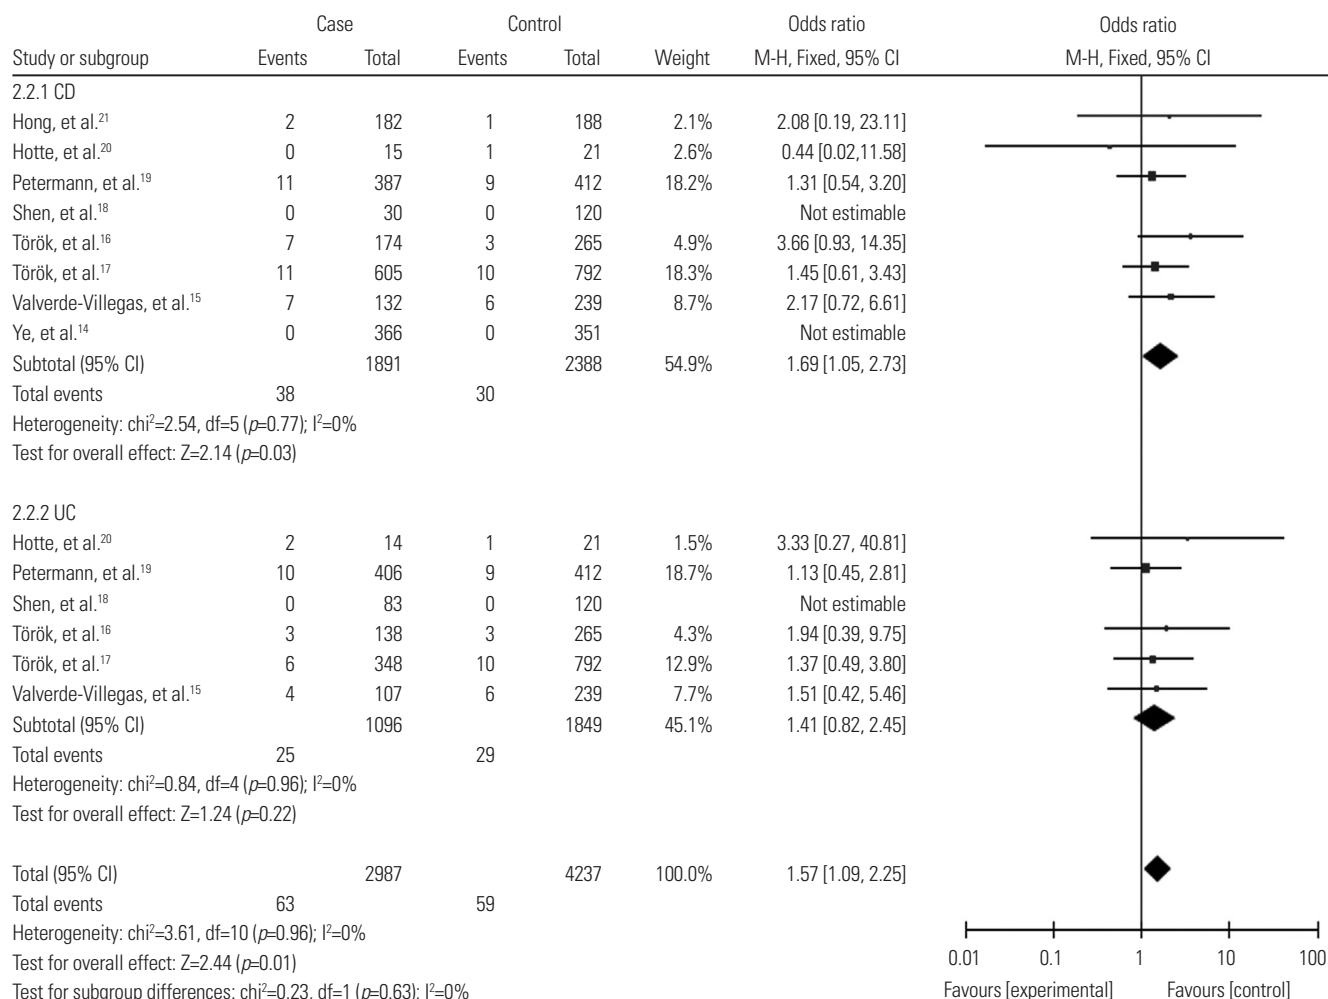 Case Control Odds ratio Odds ratio
Study or subgroup Events Total Events Total Weight M-H, Fixed, 95% CI M-H, Fixed, 95% CI
2.2.1 CD
Hong, et al.²¹ 2 182 1 188 2.1% 2.08 [0.19, 23.11]
Hotte, et al.²⁰ 0 15 1 21 2.6% 0.44 [0.02,11.58]
Petermann, et al.¹⁹ 11 387 9 412 18.2% 1.31 [0.54, 3.20]
Shen, et al.¹⁸ 0 30 0 120 Not estimable
Török, et al.¹⁶ 7 174 3 265 4.9% 3.66 [0.93, 14.35]
Török, et al.¹⁷ 11 605 10 792 18.3% 1.45 [0.61, 3.43]
Valverde-Villegas, et al.¹⁵ 7 132 6 239 8.7% 2.17 [0.72, 6.61]
Ye, et al.¹⁴ 0 366 0 351 Not estimable
Subtotal (95% CI) 1891 2388 54.9% 1.69 [1.05, 2.73]
Total events 38 30
Heterogeneity: chi²=2.54, df=5 (p=0.77); I²=0%
Test for overall effect: Z=2.14 (p=0.03)
2.2.2 UC
Hotte, et al.²⁰ 2 14 1 21 1.5% 3.33 [0.27, 40.81]
Petermann, et al.¹⁹ 10 406 9 412 18.7% 1.13 [0.45, 2.81]
Shen, et al.¹⁸ 0 83 0 120 Not estimable
Török, et al.¹⁶ 3 138 3 265 4.3% 1.94 [0.39, 9.75]
Török, et al.¹⁷ 6 348 10 792 12.9% 1.37 [0.49, 3.80]
Valverde-Villegas, et al.¹⁵ 4 107 6 239 7.7% 1.51 [0.42, 5.46]
Subtotal (95% CI) 1096 1849 45.1% 1.41 [0.82, 2.45]
Total events 25 29
Heterogeneity: chi²=0.84, df=4 (p=0.96); I²=0%
Test for overall effect: Z=1.24 (p=0.22)
Total (95% CI) 2987 4237 100.0% 1.57 [1.09, 2.25]
Total events 63 59
Heterogeneity: chi²=3.61, df=10 (p=0.96); I²=0%
Test for overall effect: Z=2.44 (p=0.01)
0.01 0.1 1 10 100
Test for subgroup differences: chi²=0.23, df=1 (p=0.63); I²=0%
Favours [experimental] Favours [control]